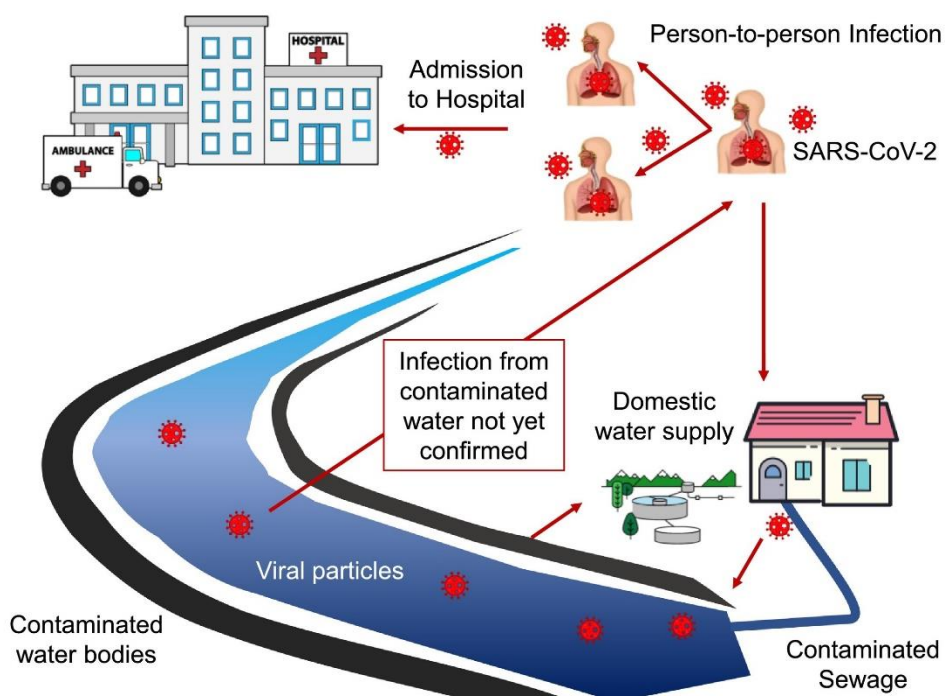 HOSPITAL
Person-to-person Infection
Admission
to Hospital
AMBULANCE
SARS-CoV-2
Infection from
contaminated
water not yet
confirmed
Domestic
water supply
Viral particles
Contaminated
water bodies
Contaminated
Sewage